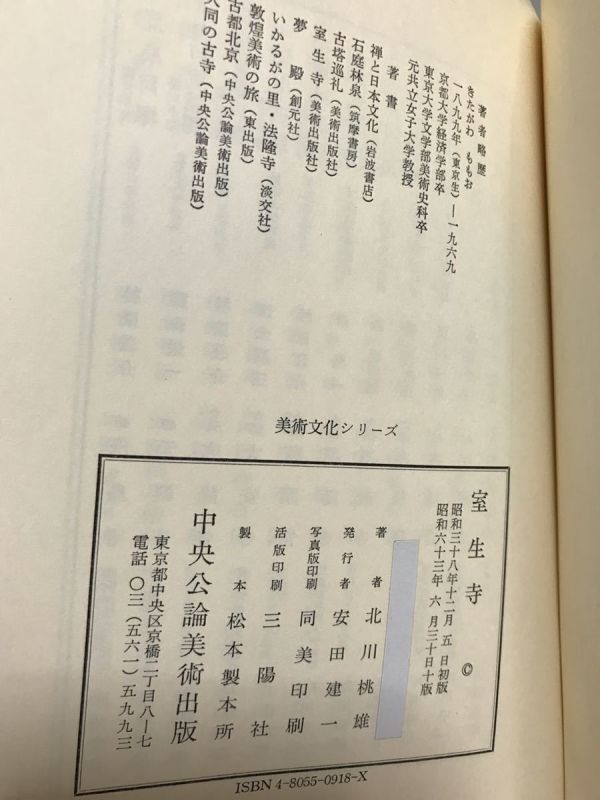 著者略歴
きたがわ ももお
一八九九年（東京生）―一九六九
京都大学経済学部卒
東京大学文学部美術史科卒
元共立女子大学教授
著書
禅と日本文化（岩波書店）
石庭林泉（筑摩書房）
古塔巡礼（美術出版社）
室生寺（美術出版社）
夢殿（創元社）
いかるがの里・法隆寺（淡交社）
敦煌美術の旅（東出版）
古都北京（中央公論美術出版）
大同の古寺（中央公論美術出版）
美術文化シリーズ
室生寺 ©
昭和三十八年十二月 五 日初版
昭和六十三年 六 月三十日十版
著者 北川桃雄
発行者 安田建一
写真版印刷 同美印刷
活版印刷 三陽社
製本 松本製本所
中央公論美術出版
東京都中央区京橋二丁目八―七
電話 〇三（五六一）五九九三
ISBN 4-8055-0918-X